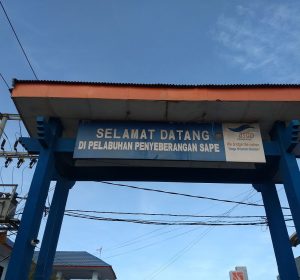 SELAMAT DATANG
DI PELABUHAN PENYEBERANGAN SAPE